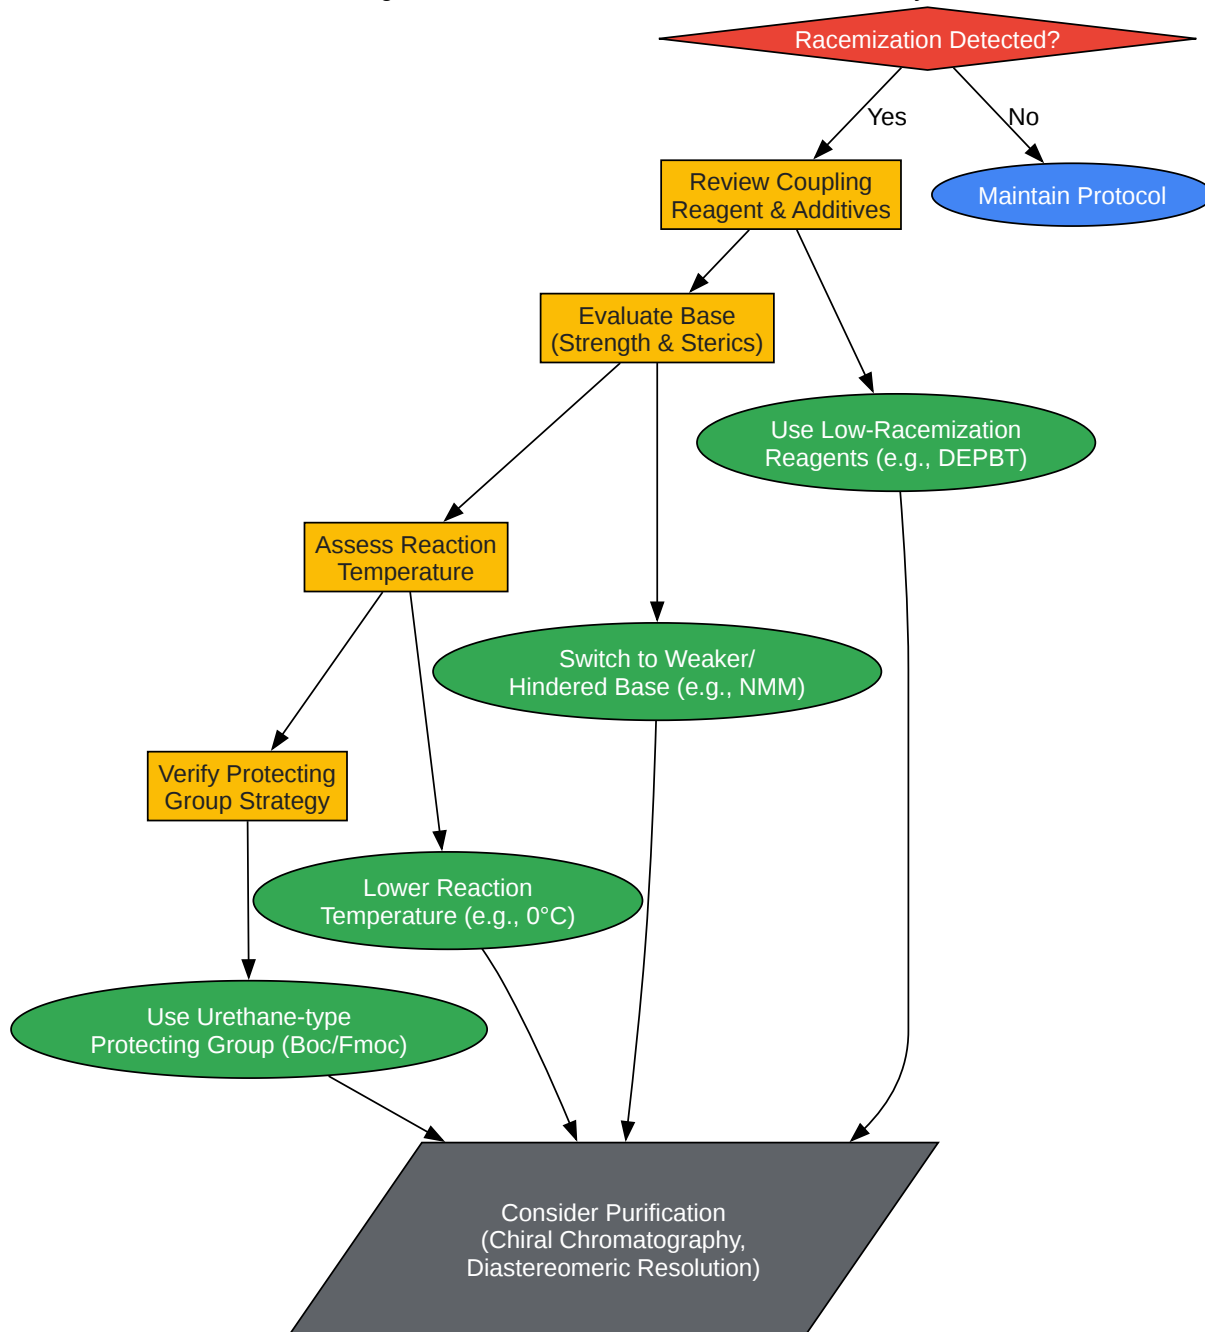 Racemization Detected?
Yes
No
Review Coupling
Reagent & Additives
Maintain Protocol
Evaluate Base
(Strength & Sterics)
Use Low-Racemization
Reagents (e.g., DEPBT)
Assess Reaction
Temperature
Switch to Weaker/
Hindered Base (e.g., NMM)
Verify Protecting
Group Strategy
Lower Reaction
Temperature (e.g., 0°C)
Use Urethane-type
Protecting Group (Boc/Fmoc)
Consider Purification
(Chiral Chromatography,
Diastereomeric Resolution)